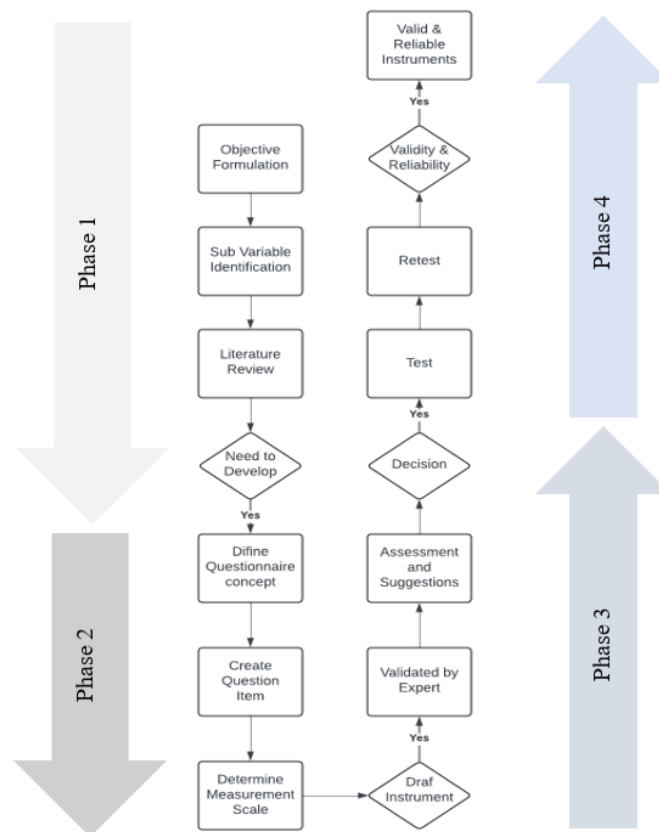 Phase 1
Objective
Formulation
Sub Variable
Identification
Literature
Review
Need to
Develop
Yes
Phase 2
Difine
Questionnaire
concept
Create
Question
Item
Determine
Measurement
Scale
Draf
Instrument
Yes
Validated by
Expert
Assessment
and
Suggestions
Decision
Yes
Phase 3
Test
Retest
Validity &
Reliability
Yes
Valid &
Reliable
Instruments
Phase 4